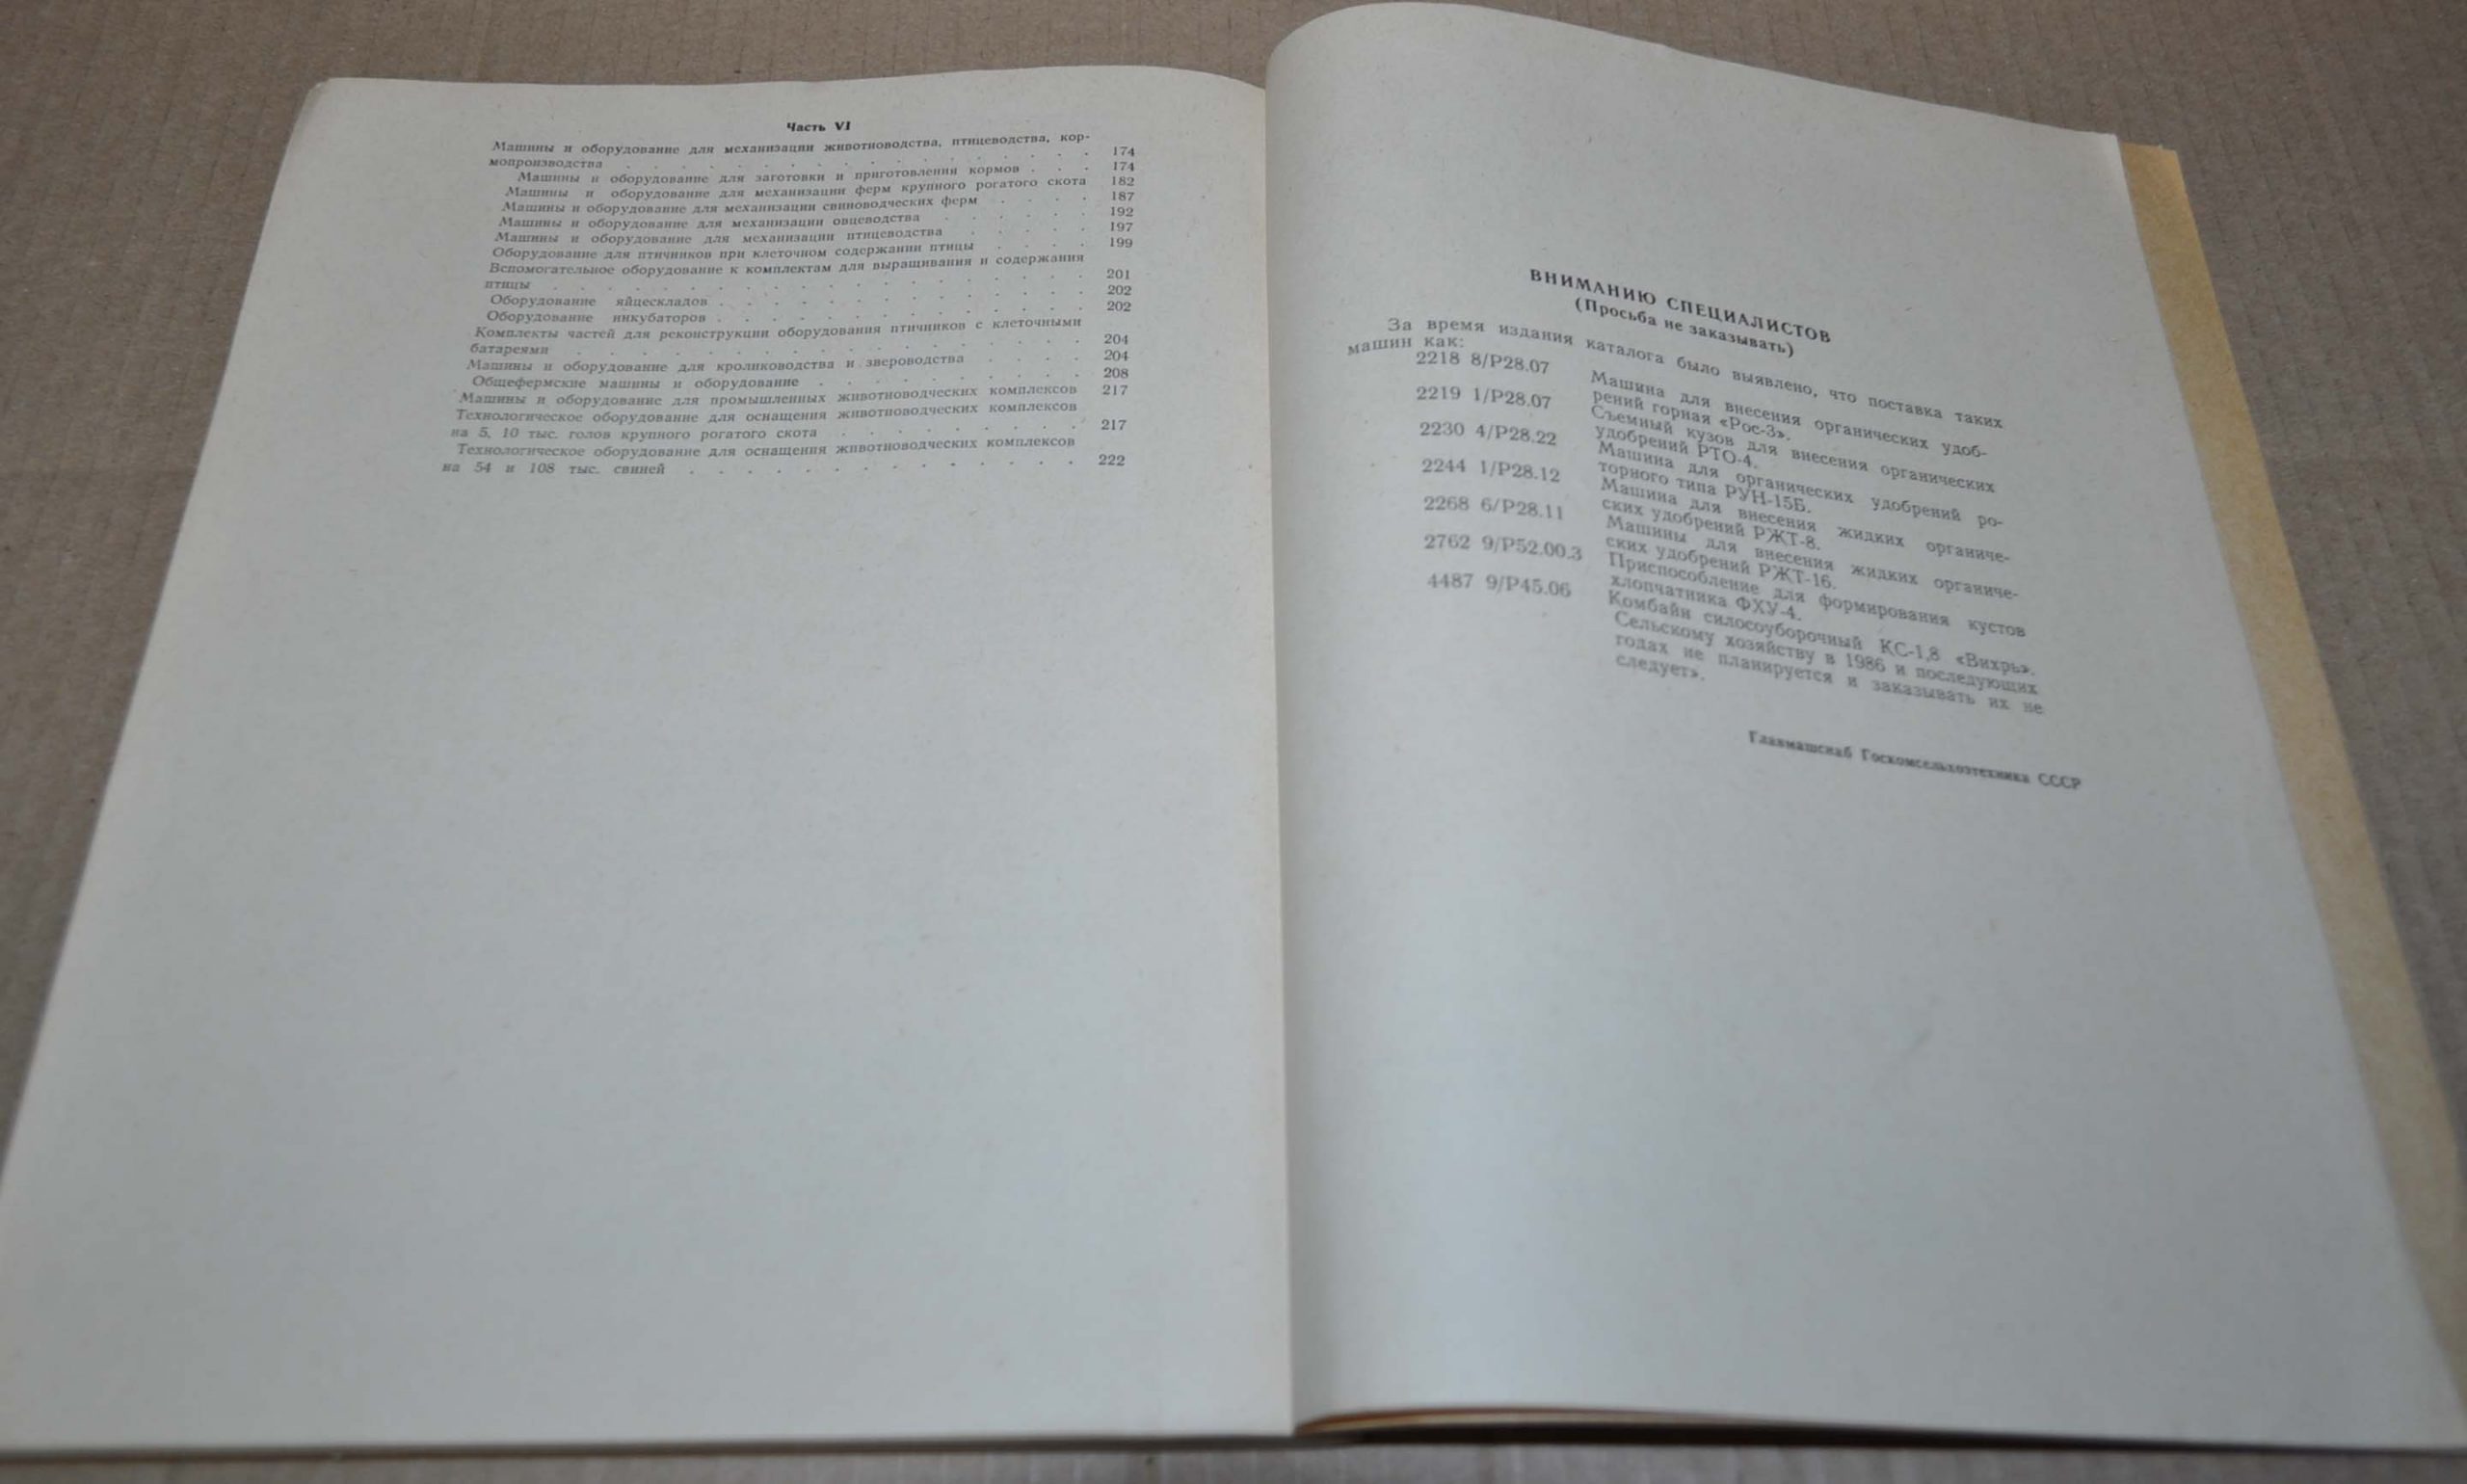 Часть VI
Машины и оборудование для механизации животноводства, птицеводства, кор-
мопроизводства . . . . . . . . . . . . . . . . . . 174
Машины и оборудование для заготовки и приготовления кормов . . . 174
Машины и оборудование для механизации ферм крупного рогатого скота 182
Машины и оборудование для механизации свиноводческих ферм . . . . 187
Машины и оборудование для механизации овцеводства . . . . . . 192
Машины и оборудование для механизации птицеводства . . . . . 197
Оборудование для птичников при клеточном содержании птицы . . . . 199
Вспомогательное оборудование к комплектам для выращивания и содержания
птицы . . . . . . . . . . . . . . . . . . . . 201
Оборудование яйцескладов . . . . . . . . . . . . . . 202
Оборудование инкубаторов . . . . . . . . . . . . . . 202
Комплекты частей для реконструкции оборудования птичников с клеточными
батареями . . . . . . . . . . . . . . . . . . . 204
Машины и оборудование для кролиководства и звероводства . . . . 204
Общефермские машины и оборудование . . . . . . . . . . 208
Машины и оборудование для промышленных животноводческих комплексов 217
Технологическое оборудование для оснащения животноводческих комплексов
на 5, 10 тыс. голов крупного рогатого скота . . . . . . . . . 217
Технологическое оборудование для оснащения животноводческих комплексов
на 54 и 108 тыс. свиней . . . . . . . . . . . . . . 222
ВНИМАНИЮ СПЕЦИАЛИСТОВ
(Просьба не заказывать)
За время издания каталога было выявлено, что поставка таких
машин как:
2218 8/Р28.07 Машина для внесения органических удоб-
рений горная «Рос-3».
2219 1/Р28.07 Съемный кузов для внесения органических
удобрений РТО-4.
2230 4/Р28.22 Машина для органических удобрений ро-
торного типа РУН-15Б.
2244 1/Р28.12 Машина для внесения жидких органиче-
ских удобрений РЖТ-8.
2268 6/Р28.11 Машины для внесения жидких органиче-
ских удобрений РЖТ-16.
2762 9/Р52.00.3 Приспособление для формирования кустов
хлопчатника ФХУ-4.
4487 9/Р45.06 Комбайн силосоуборочный КС-1,8 «Вихрь».
Сельскому хозяйству в 1986 и последующих
годах не планируется и заказывать их не
следует».
Главмашснаб Госкомсельхозтехника СССР